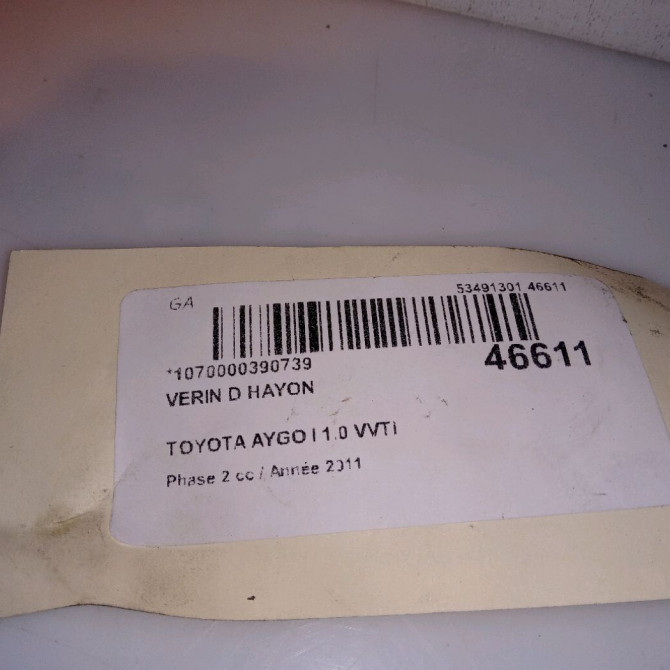 GA
53491301 46611
*1070000390739
46611
VERIN D HAYON
TOYOTA AYGO I 1.0 VVTI
Phase 2 cc / Année 2011